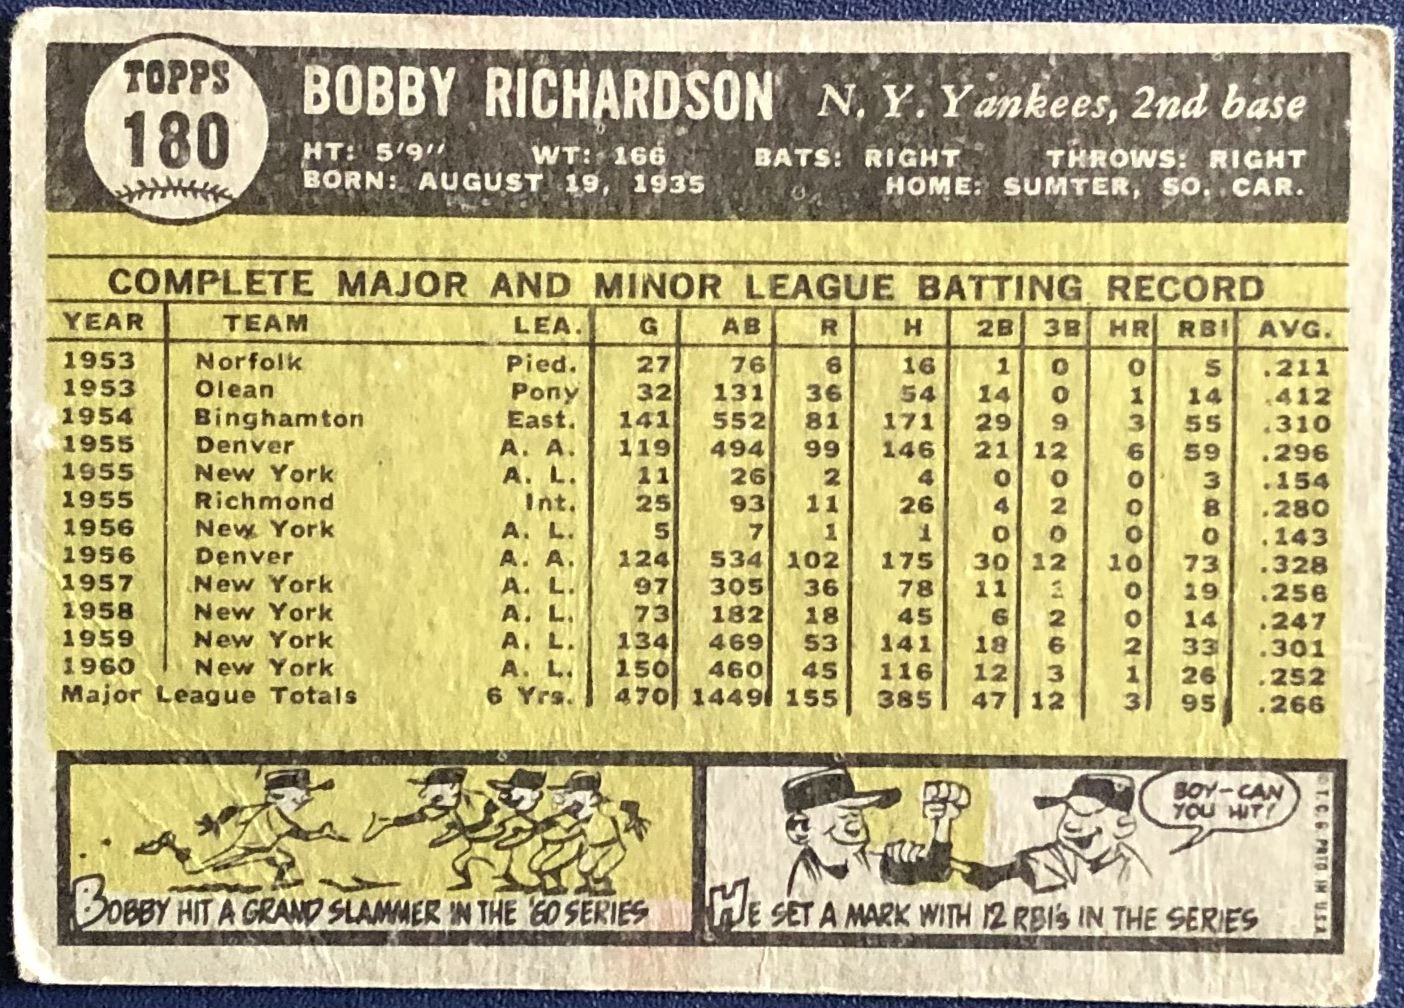 TOPPS
180
BOBBY RICHARDSON N. Y. Yankees, 2nd base
HT: 5'9" WT: 166 BATS: RIGHT THROWS: RIGHT
BORN: AUGUST 19, 1935 HOME: SUMTER, SO. CAR.
COMPLETE MAJOR AND MINOR LEAGUE BATTING RECORD
YEAR TEAM LEA. G AB R H 2B 3B HR RBI AVG.
1953 Norfolk Pied. 27 76 6 16 1 0 0 5 .211
1953 Olean Pony 32 131 36 54 14 0 1 14 .412
1954 Binghamton East. 141 552 81 171 29 9 3 55 .310
1955 Denver A. A. 119 494 99 146 21 12 6 59 .296
1955 New York A. L. 11 26 2 4 0 0 0 3 .154
1955 Richmond Int. 25 93 11 26 4 2 0 8 .280
1956 New York A. L. 5 7 1 1 0 0 0 0 .143
1956 Denver A. A. 124 534 102 175 30 12 10 73 .328
1957 New York A. L. 97 305 36 78 11 0 19 .256
1958 New York A. L. 73 182 18 45 6 2 0 14 .247
1959 New York A. L. 134 469 53 141 18 6 2 33 .301
1960 New York A. L. 150 460 45 116 12 3 1 26 .252
Major League Totals 6 Yrs. 470 1449 155 385 47 12 3 95 .266
BOBBY HIT A GRAND SLAMMER IN THE '60 SERIES
BOY-CAN
YOU HIT!
HE SET A MARK WITH 12 RBI's IN THE SERIES
© T. C. G. PRTD IN U.S.A.